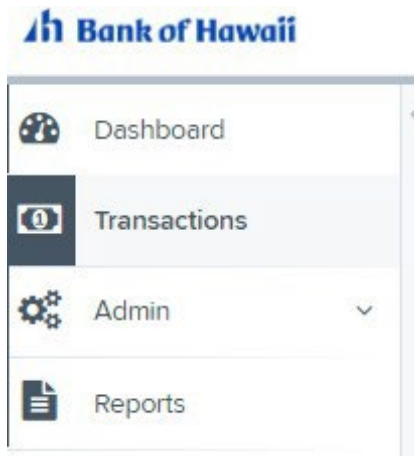 Bank of Hawaii
Dashboard
Transactions
Admin
Reports